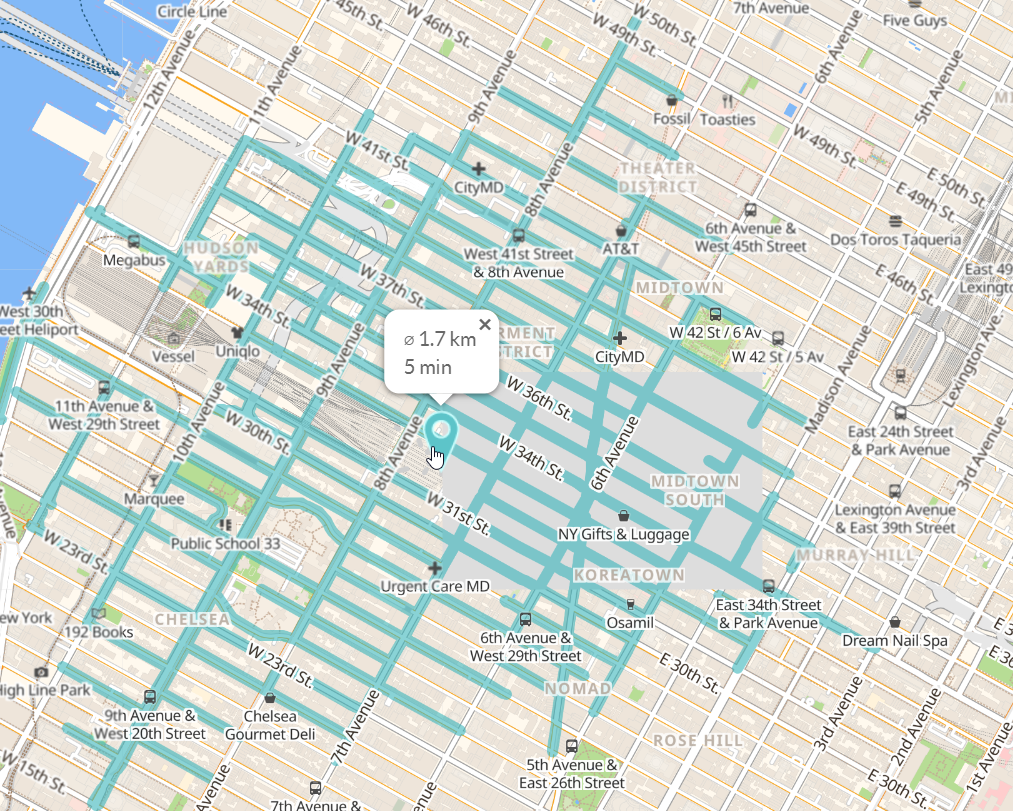 Circle Line
W 45th St.
W 46th St.
W 50th St.
W 49th St.
7th Avenue
Five Guys
12th Avenue
11th Avenue
9th Avenue
6th Avenue
5th Avenue
Fossil
Toasties
W 41st St.
W 49th St.
CityMD
8th Avenue
THEATER
DISTRICT
E 50th St.
E 49th St.
6th Avenue &
West 45th Street
Dos Toros Taqueria
HUDSON
YARDS
Megabus
West 41st Street
& 8th Avenue
AT&T
E 46th St.
East 49
Lexingt
MIDTOWN
W 37th St.
W 34th St.
West 30th
eet Heliport
Vessel
Uniqlo
⌀ 1.7 km
5 min
×
RMENT
STRICT
CityMD
W 42 St / 6 Av
W 42 St / 5 Av
9th Avenue
Madison Avenue
Lexington Ave.
W 36th St.
11th Avenue &
West 29th Street
10th Avenue
W 30th St.
8th Avenue
W 34th St.
6th Avenue
East 24th Street
& Park Avenue
3rd Avenue
Marquee
MIDTOWN
SOUTH
W 31st St.
Public School 33
NY Gifts & Luggage
Lexington Avenue
& East 39th Street
W 23rd St.
Urgent Care MD
KOREATOWN
MURRAY HILL
ew York
192 Books
CHELSEA
Osamil
East 34th Street
& Park Avenue
Dream Nail Spa
6th Avenue &
West 29th Street
W 23rd St.
E 30th St.
High Line Park
NOMAD
9th Avenue &
West 20th Street
Chelsea
Gourmet Deli
7th Avenue
ROSE HILL
3rd Avenue
2nd Avenue
1st Avenue
W 15th St.
5th Avenue &
East 26th Street
E 30th St.
7th Avenue &